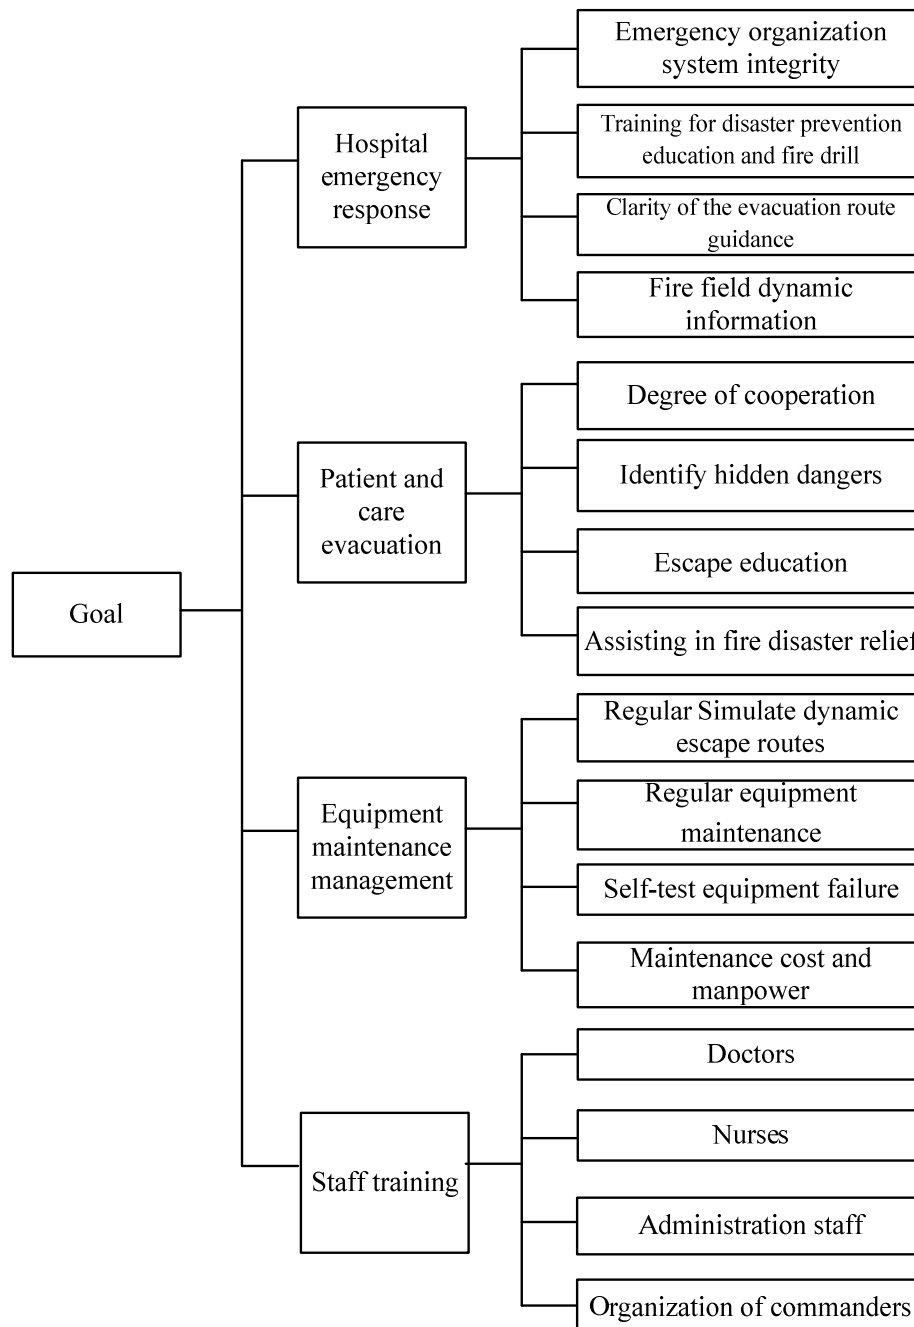 Goal
Hospital
emergency
response
Emergency organization
system integrity
Training for disaster prevention
education and fire drill
Clarity of the evacuation route
guidance
Fire field dynamic
information
Patient and
care
evacuation
Degree of cooperation
Identify hidden dangers
Escape education
Assisting in fire disaster relief
Equipment
maintenance
management
Regular Simulate dynamic
escape routes
Regular equipment
maintenance
Self-test equipment failure
Maintenance cost and
manpower
Staff training
Doctors
Nurses
Administration staff
Organization of commanders